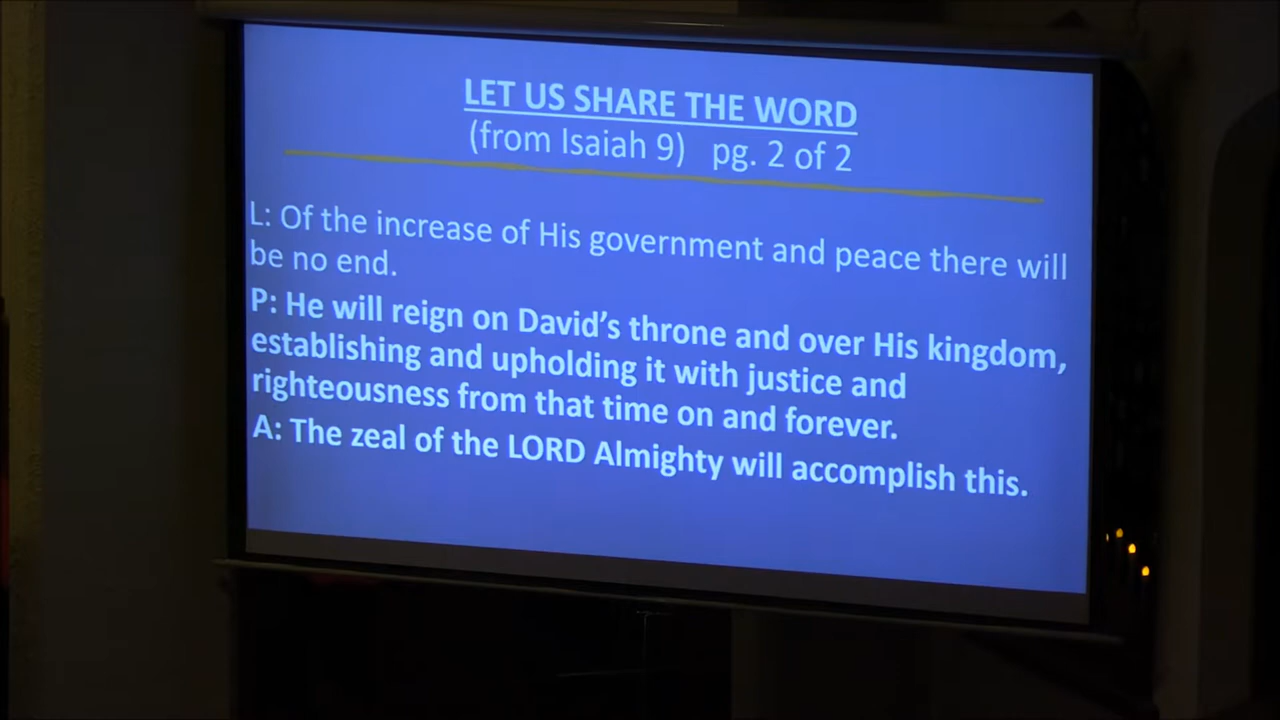 LET US SHARE THE WORD
(from Isaiah 9) pg. 2 of 2
L: Of the increase of His government and peace there will
be no end.
P: He will reign on David’s throne and over His kingdom,
establishing and upholding it with justice and
righteousness from that time on and forever.
A: The zeal of the LORD Almighty will accomplish this.